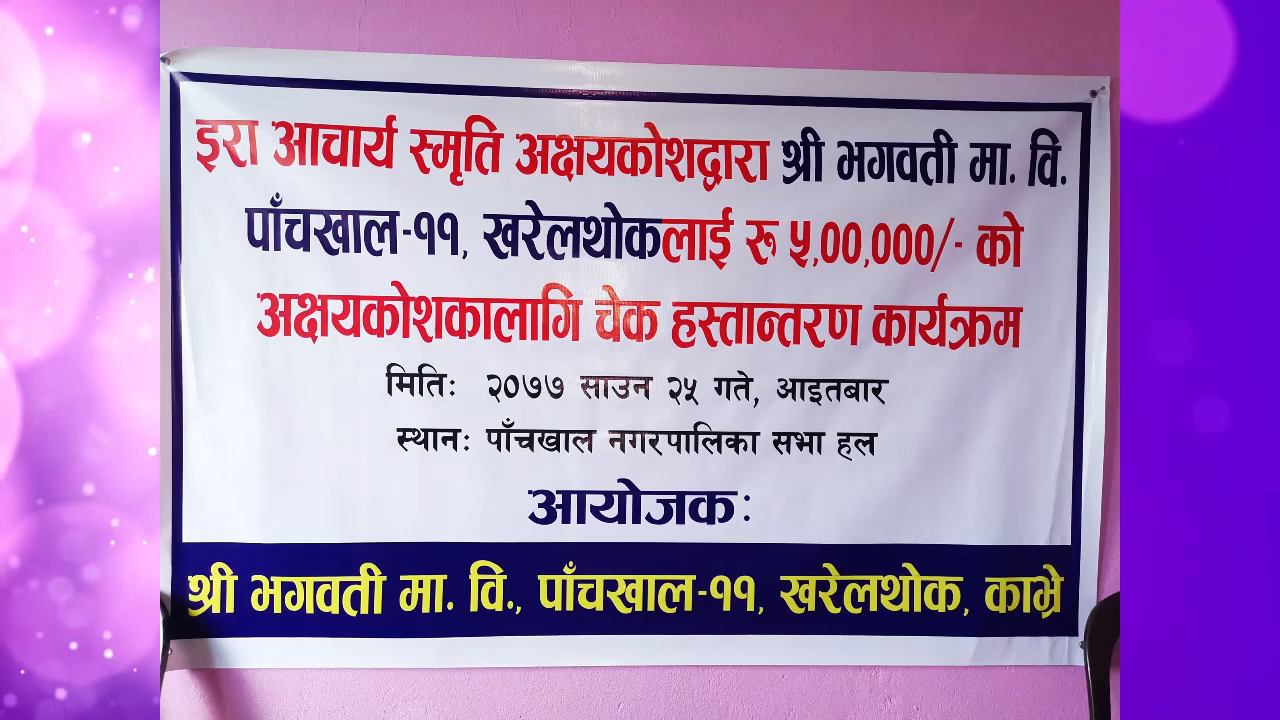 इरा आचार्य स्मृति अक्षयकोशद्वारा श्री भगवती मा. वि.
पाँचखाल-११, खरेलथोकलाई रू ५,००,०००/- को
अक्षयकोशकालागि चेक हस्तान्तरण कार्यक्रम
मितिः २०७७ साउन २५ गते, आइतबार
स्थानः पाँचखाल नगरपालिका सभा हल
आयोजकः
श्री भगवती मा. वि., पाँचखाल-११, खरेलथोक, काभ्रे